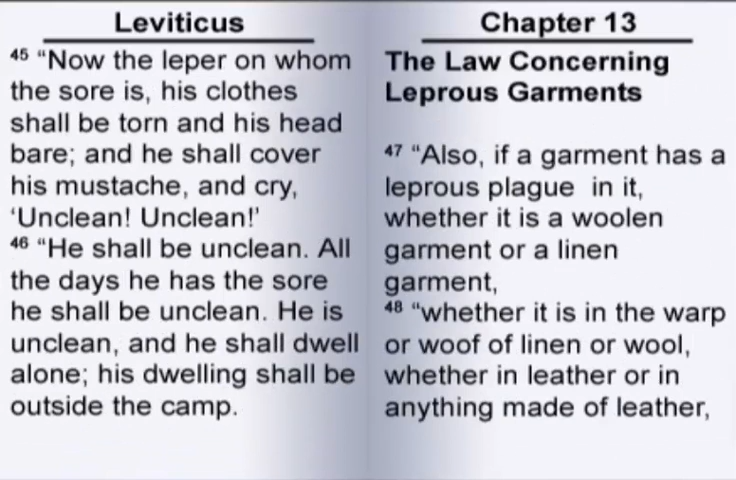 Leviticus
45 “Now the leper on whom
the sore is, his clothes
shall be torn and his head
bare; and he shall cover
his mustache, and cry,
‘Unclean! Unclean!’
46 “He shall be unclean. All
the days he has the sore
he shall be unclean. He is
unclean, and he shall dwell
alone; his dwelling shall be
outside the camp.
Chapter 13
The Law Concerning
Leprous Garments
47 “Also, if a garment has a
leprous plague in it,
whether it is a woolen
garment or a linen
garment,
48 “whether it is in the warp
or woof of linen or wool,
whether in leather or in
anything made of leather,